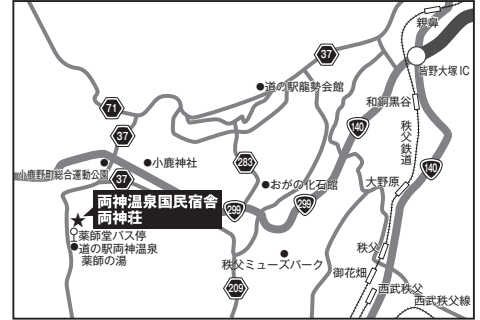 親鼻
37
皆野大塚IC
道の駅龍勢会館
71
和銅黒谷
140
37
秩父鉄道
小鹿神社
283
140
小鹿野町総合運動公園
37
おがの化石館
大野原
両神温泉国民宿舎
両神荘
299
299
薬師堂バス停
道の駅両神温泉
薬師の湯
秩父
秩父ミューズパーク
御花畑
209
西武秩父
西武秩父線